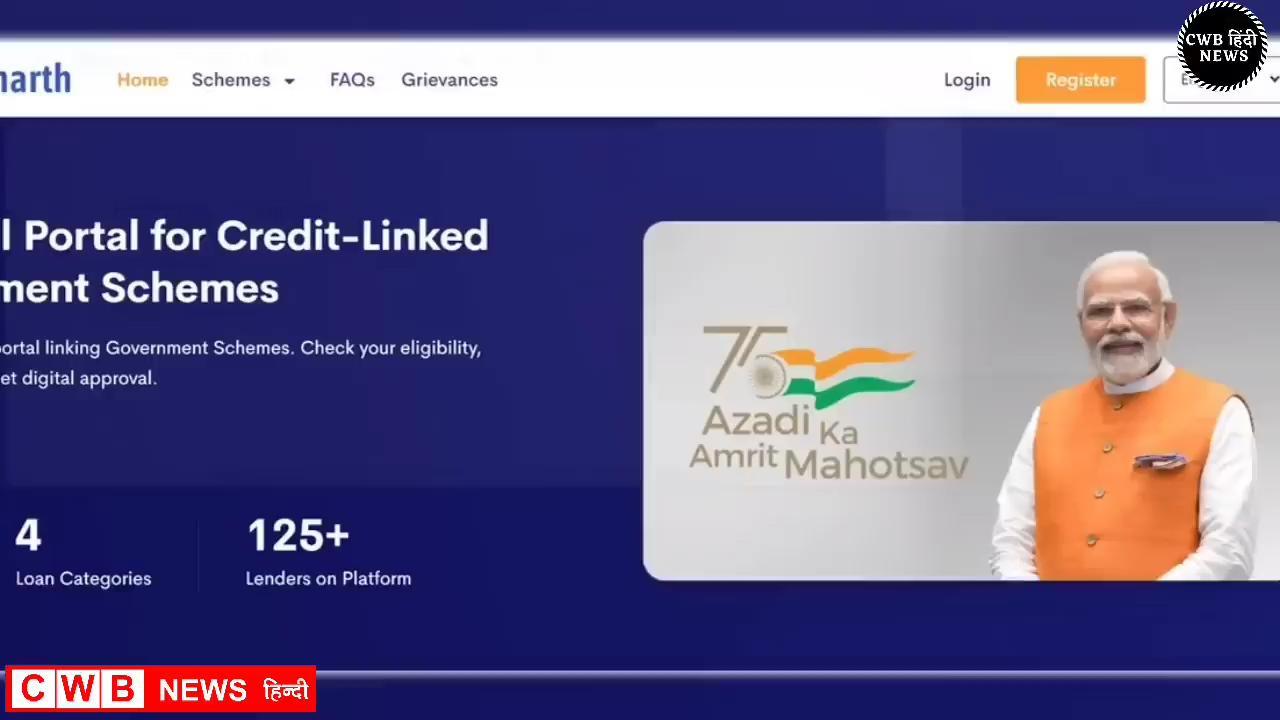 CWB हिंदी
NEWS
arth
Home Schemes FAQs Grievances Login Register
l Portal for Credit-Linked
ment Schemes
ortal linking Government Schemes. Check your eligibility,
et digital approval.
75
Azadi Ka
Amrit Mahotsav
4
Loan Categories
125+
Lenders on Platform
CWB NEWS हिन्दी